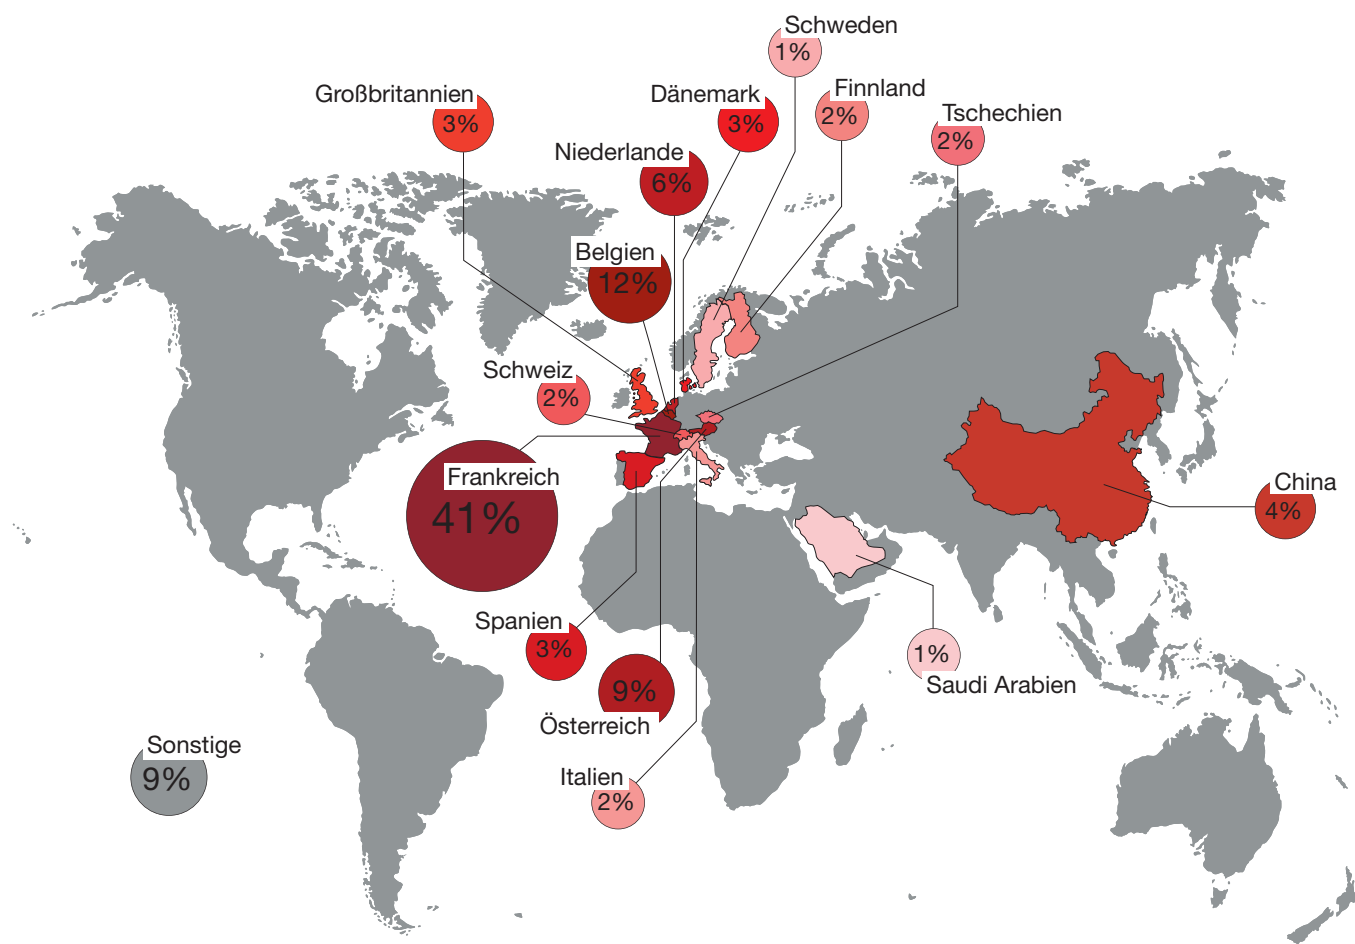 Schweden
1%
Großbritannien
3%
Dänemark
3%
Finnland
2%
Tschechien
2%
Niederlande
6%
Belgien
12%
Schweiz
2%
Frankreich
41%
China
4%
Spanien
3%
Saudi Arabien
1%
Österreich
9%
Sonstige
9%
Italien
2%